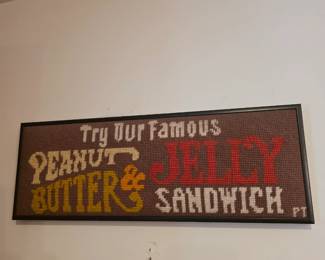 Try Our Famous
PEANUT
BUTTER & JELLY
SANDWICH PT